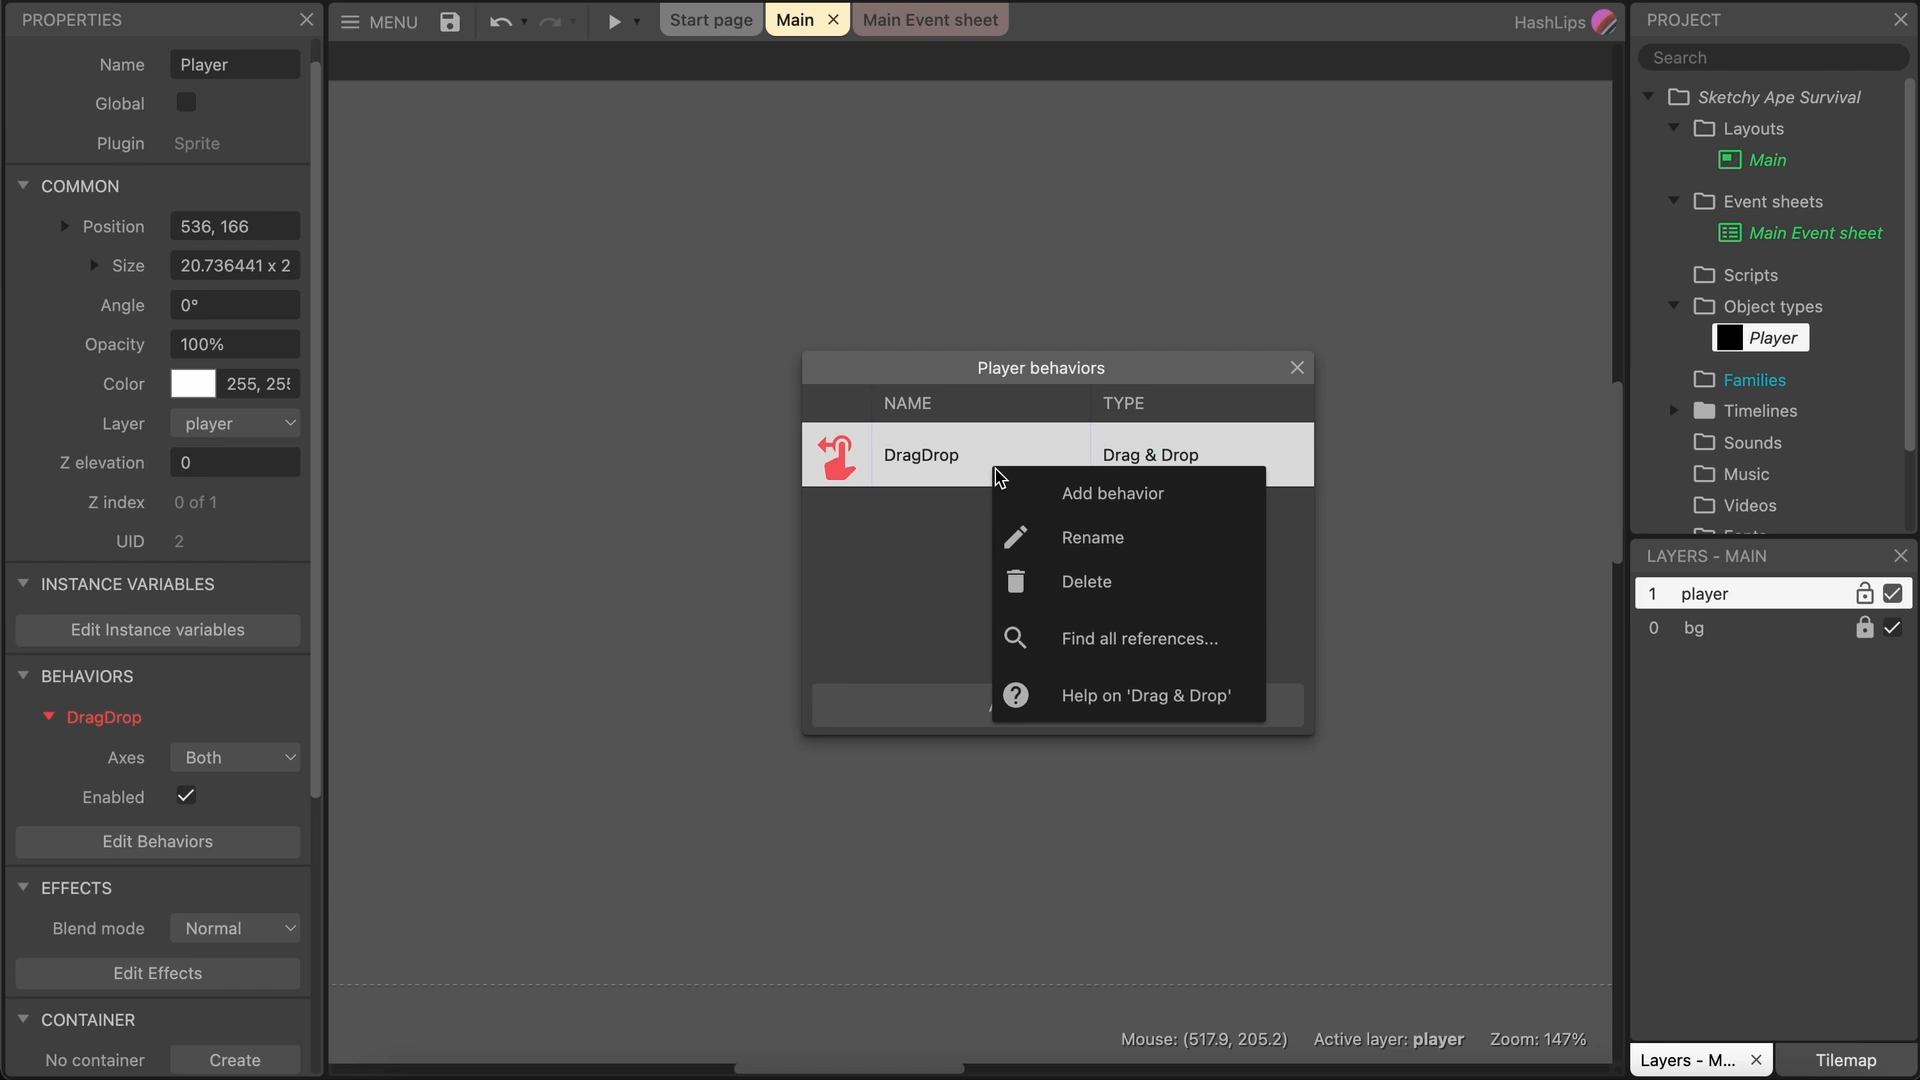 PROPERTIES
Name Player
Global
Plugin Sprite
COMMON
Position 536, 166
Size 20.736441 x 2
Angle 0°
Opacity 100%
Color 255, 255
Layer player
Z elevation 0
Z index 0 of 1
UID 2
INSTANCE VARIABLES
Edit Instance variables
BEHAVIORS
DragDrop
Axes Both
Enabled
Edit Behaviors
EFFECTS
Blend mode Normal
Edit Effects
CONTAINER
No container Create
MENU
Start page
Main
Main Event sheet
HashLips
Player behaviors
NAME TYPE
DragDrop Drag & Drop
Add behavior
Rename
Delete
Find all references...
Help on 'Drag & Drop'
Mouse: (517.9, 205.2) Active layer: player Zoom: 147%
PROJECT
Search
Sketchy Ape Survival
Layouts
Main
Event sheets
Main Event sheet
Scripts
Object types
Player
Families
Timelines
Sounds
Music
Videos
LAYERS - MAIN
1 player
0 bg
Layers - M... Tilemap